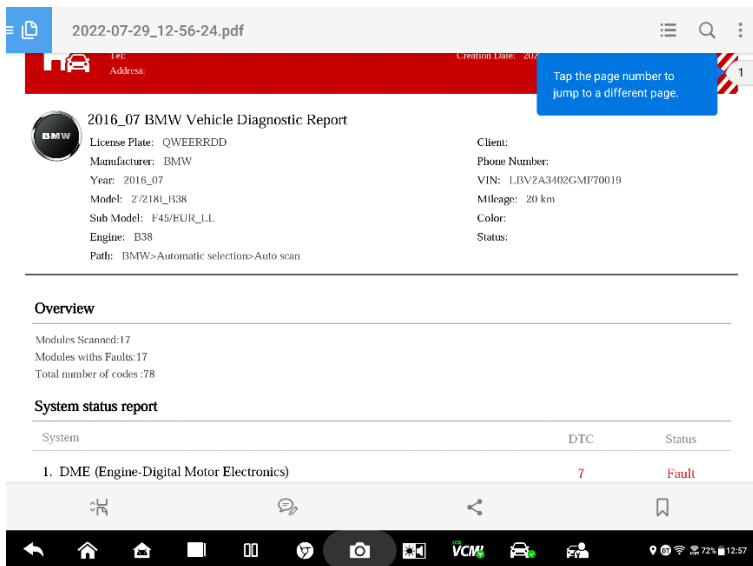 2022-07-29_12-56-24.pdf
Tel:
Address:
Creation Date: 202
Tap the page number to
jump to a different page.
1
BMW
2016_07 BMW Vehicle Diagnostic Report
License Plate: QWEERRDD
Client:
Manufacturer: BMW
Phone Number:
Year: 2016_07
VIN: LBV2A3402GMF70019
Model: 2'/218I_B38
Mileage: 20 km
Sub Model: F45/EUR_LL
Color:
Engine: B38
Status:
Path: BMW>Automatic selection>Auto scan
Overview
Modules Scanned:17
Modules withs Faults:17
Total number of codes :78
System status report
System DTC Status
1. DME (Engine-Digital Motor Electronics) 7 Fault
VCMI
BT 72% 12:57